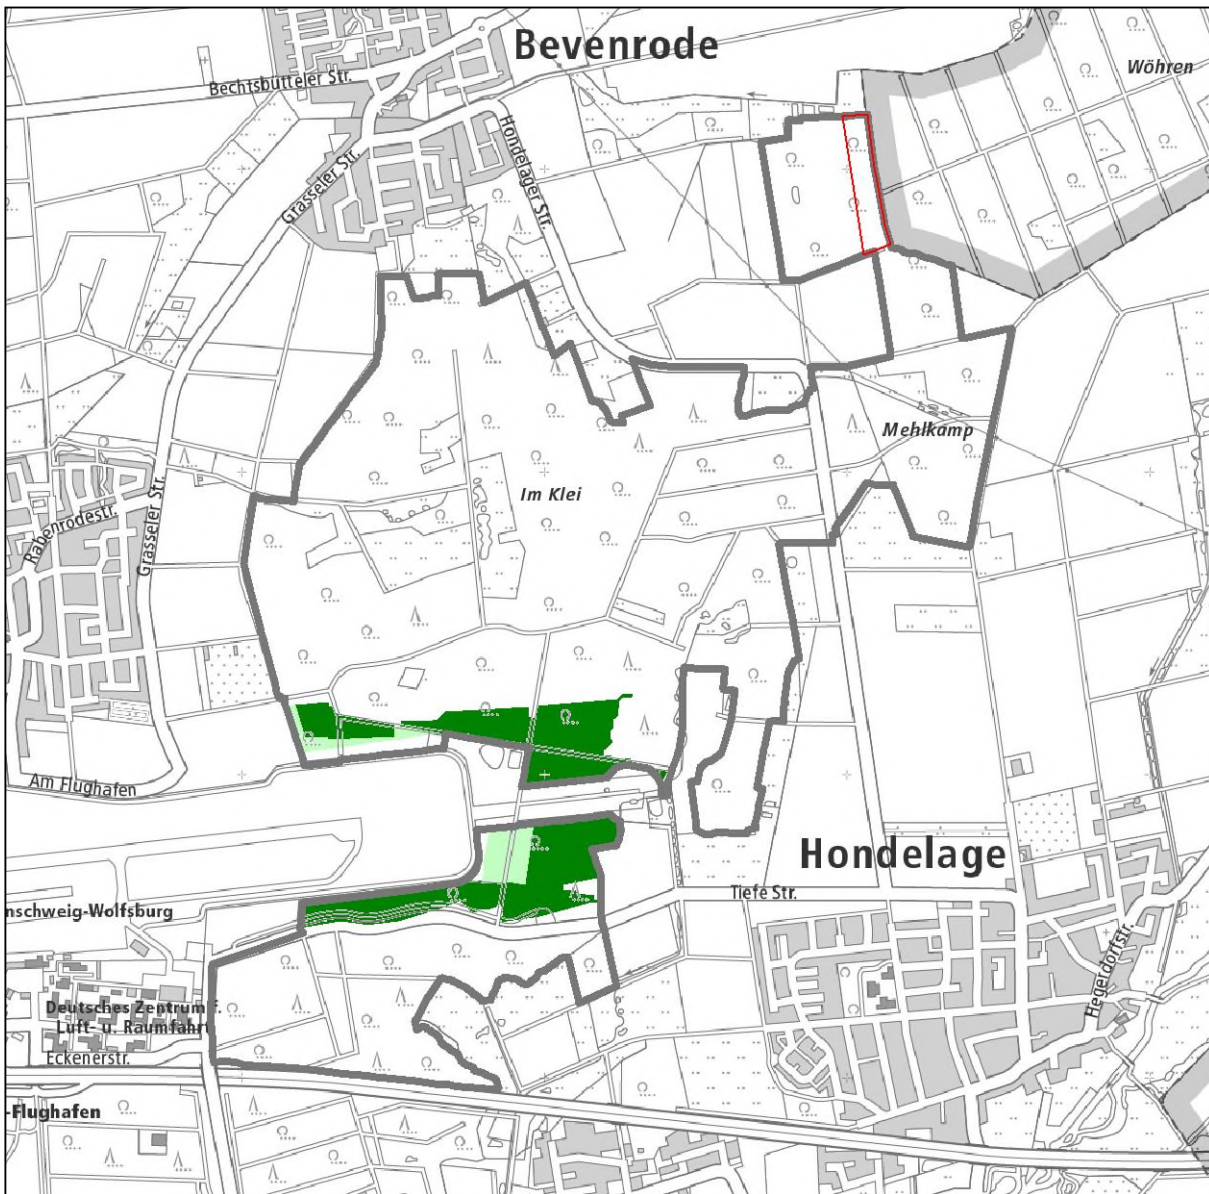 Bevenrode
Wöhren
Bechtsbütteler Str.
Hondelager Str.
Grasseler Str.
Mehlkamp
Im Klei
Rabenrodestr.
Grasseler Str.
Am Flughafen
Hondelage
Tiefe Str.
nschweig-Wolfsburg
Hegerdorfstr.
Deutsches Zentrum f.
Luft- u. Raumfahrt
Eckenerstr.
-Flughafen